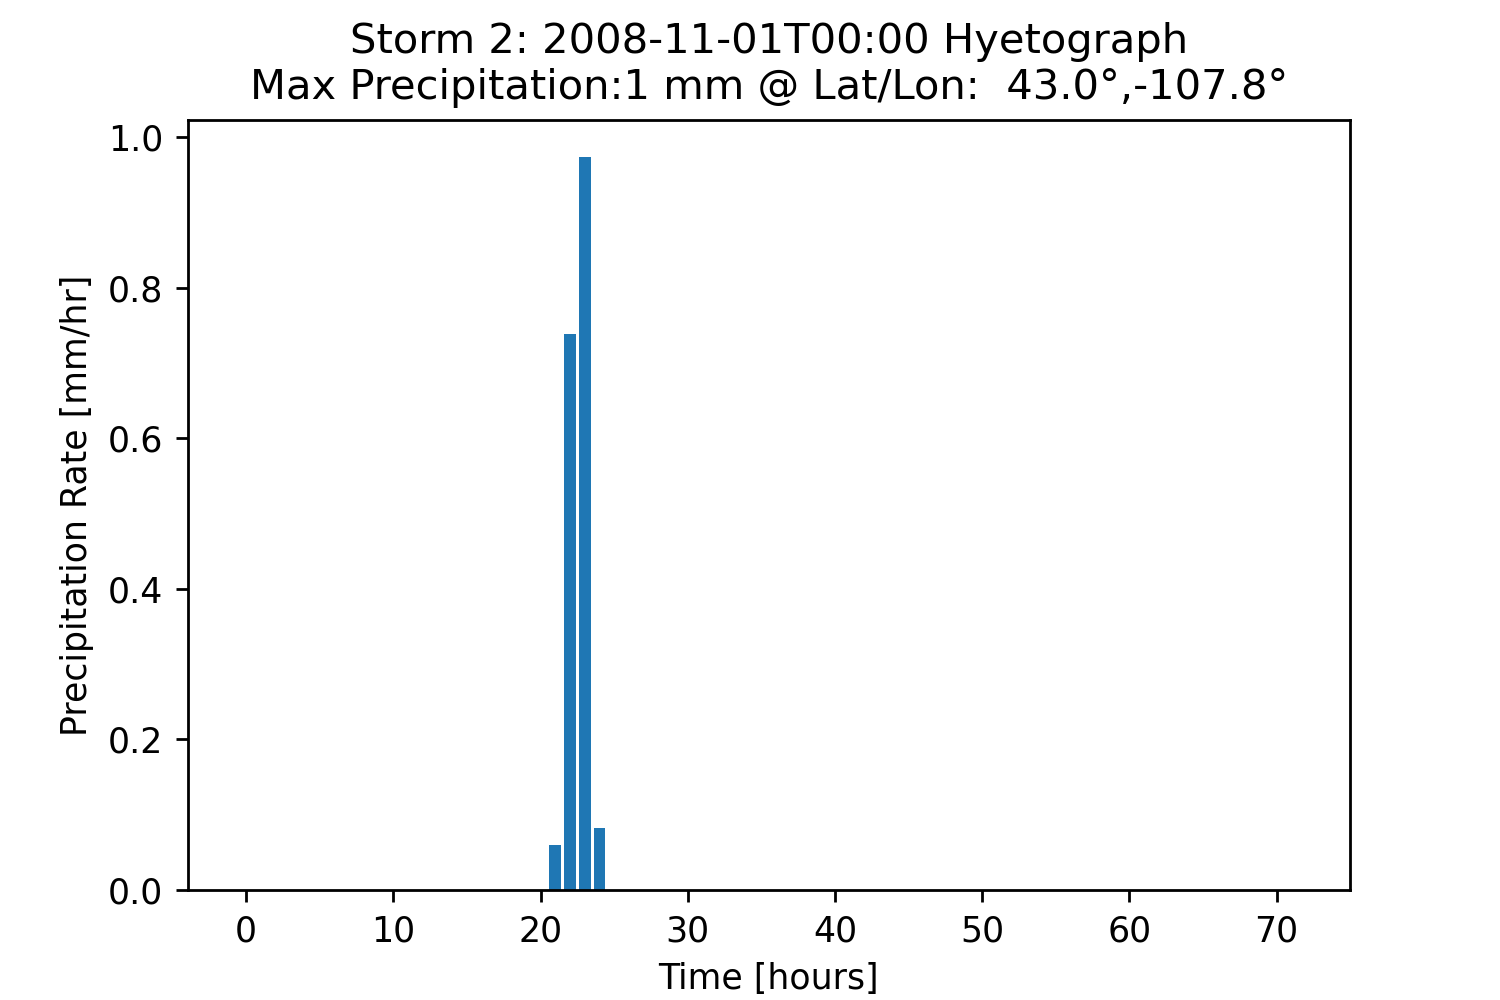 Storm 2: 2008-11-01T00:00 Hyetograph
Max Precipitation:1 mm @ Lat/Lon:  43.0°,-107.8°
1.0
0.8
0.6
0.4
0.2
0.0
Precipitation Rate [mm/hr]
0 10 20 30 40 50 60 70
Time [hours]